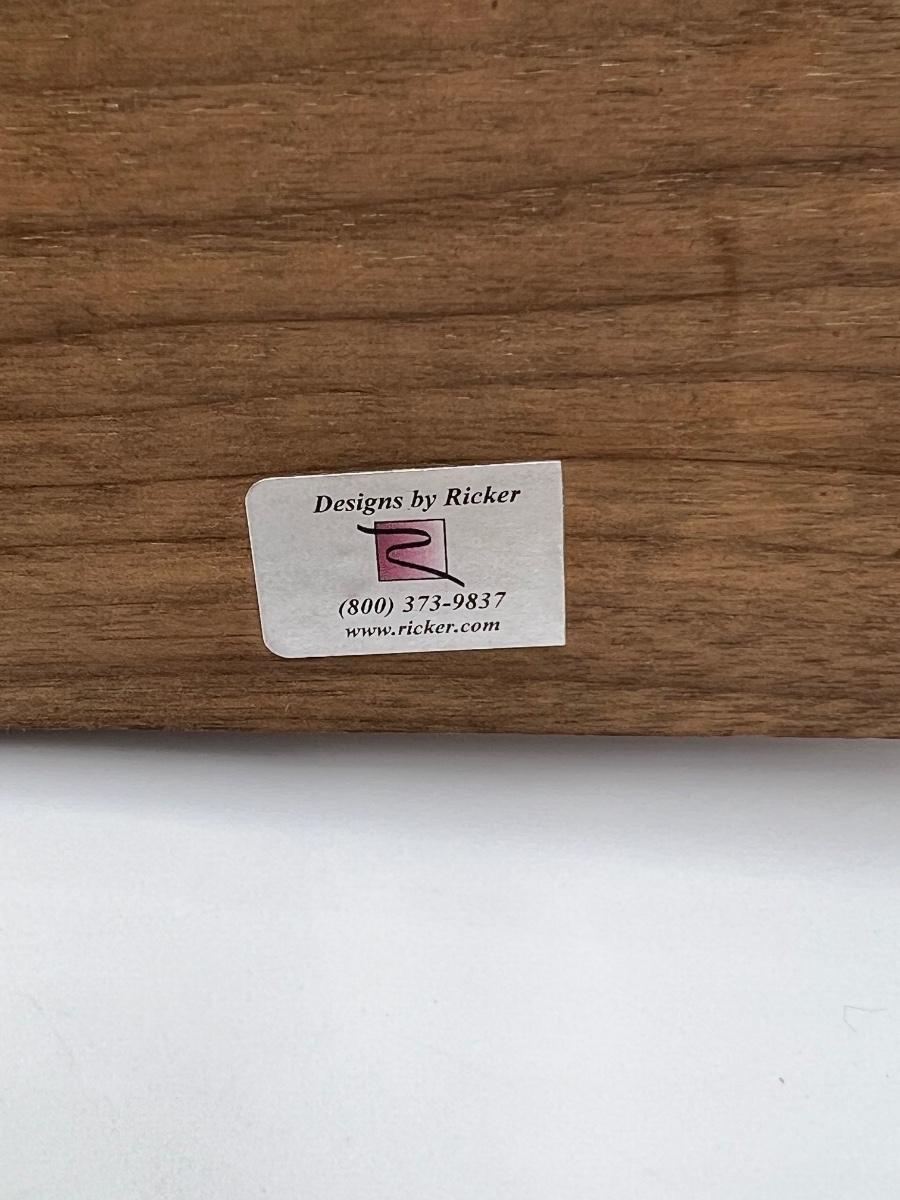 Designs by Ricker
(800) 373-9837
www.ricker.com